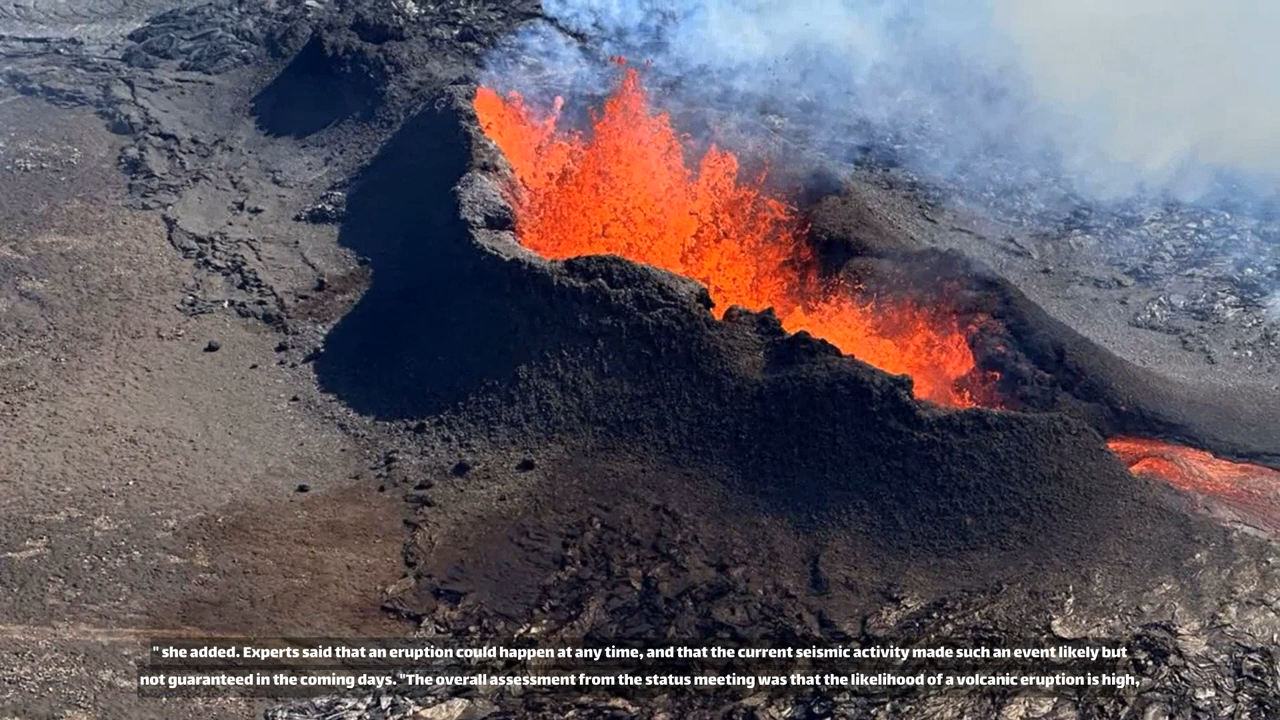 " she added. Experts said that an eruption could happen at any time, and that the current seismic activity made such an event likely but
not guaranteed in the coming days. "The overall assessment from the status meeting was that the likelihood of a volcanic eruption is high,